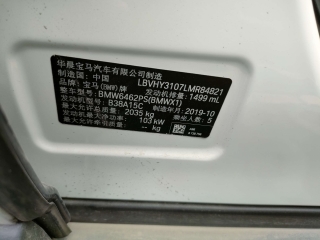 华晨宝马汽车有限公司制造
制造国：中国 LBVHY3107LMR84821
品牌：宝马(BMW)牌 发动机排量：1499 mL
整车型号：BMW6462PS(BMWX1)
发动机型号：B38A15C 制造年月：2019-10
最大允许总质量：2035 kg 乘坐人数：5
发动机最大净功率：103 kW
-- kg